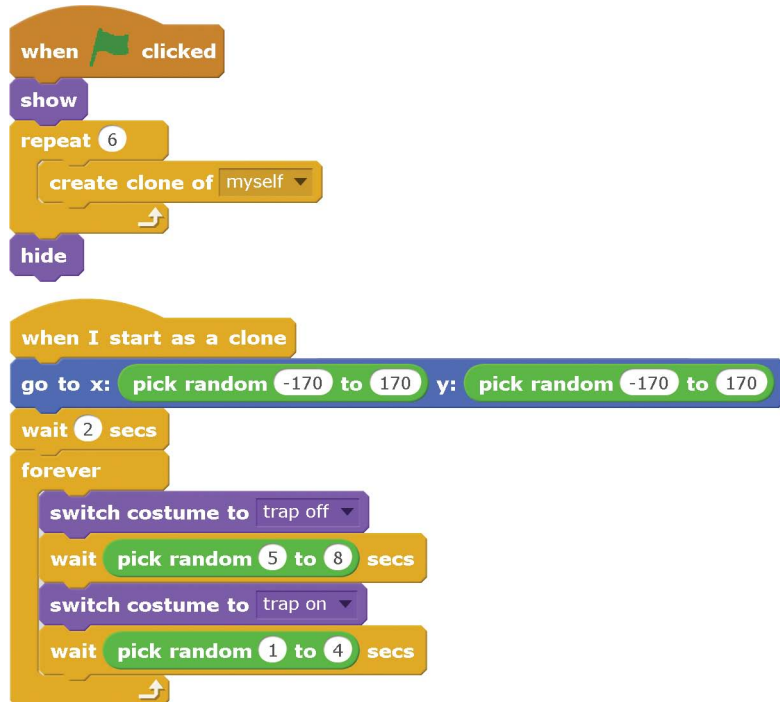 when clicked
show
repeat 6
create clone of myself
hide
when I start as a clone
go to x: pick random -170 to 170 y: pick random -170 to 170
wait 2 secs
forever
switch costume to trap off
wait pick random 5 to 8 secs
switch costume to trap on
wait pick random 1 to 4 secs